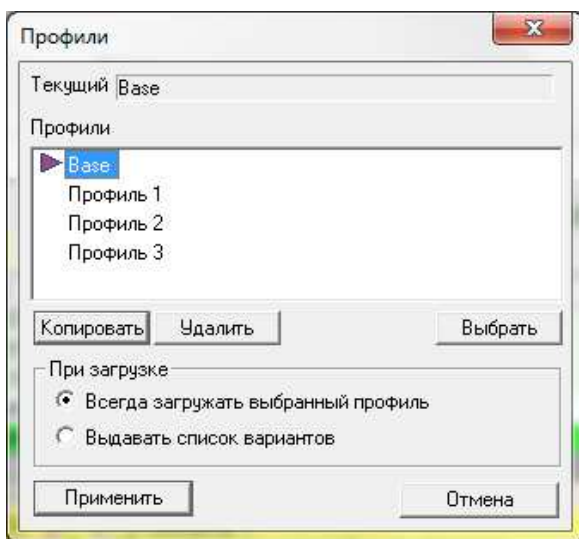 Профили
Текущий Base
Профили
Base
Профиль 1
Профиль 2
Профиль 3
Копировать Удалить Выбрать
При загрузке
Всегда загружать выбранный профиль
Выдавать список вариантов
Применить Отмена